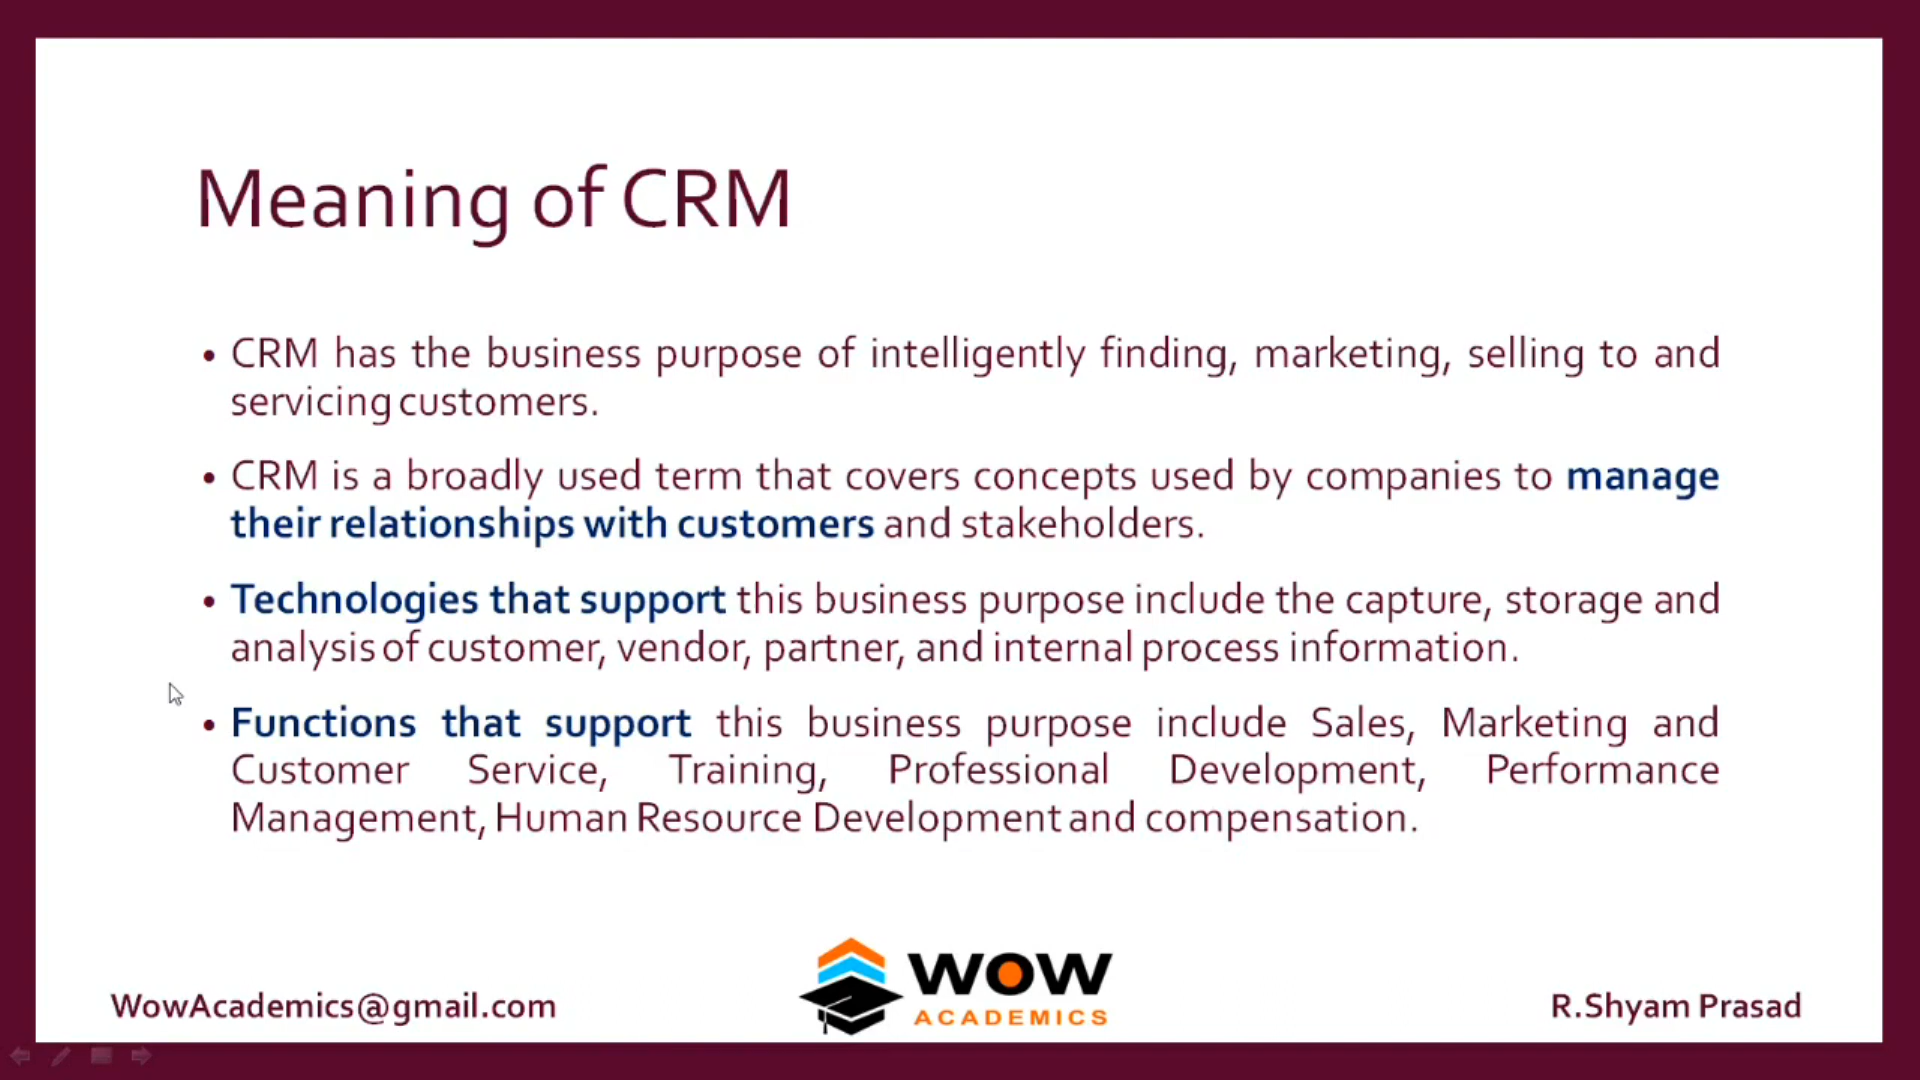 Meaning of CRM
• CRM has the business purpose of intelligently finding, marketing, selling to and
servicing customers.
• CRM is a broadly used term that covers concepts used by companies to manage
their relationships with customers and stakeholders.
• Technologies that support this business purpose include the capture, storage and
analysis of customer, vendor, partner, and internal process information.
• Functions that support this business purpose include Sales, Marketing and
Customer Service, Training, Professional Development, Performance
Management, Human Resource Development and compensation.
WowAcademics@gmail.com
WOW
ACADEMICS
R.Shyam Prasad